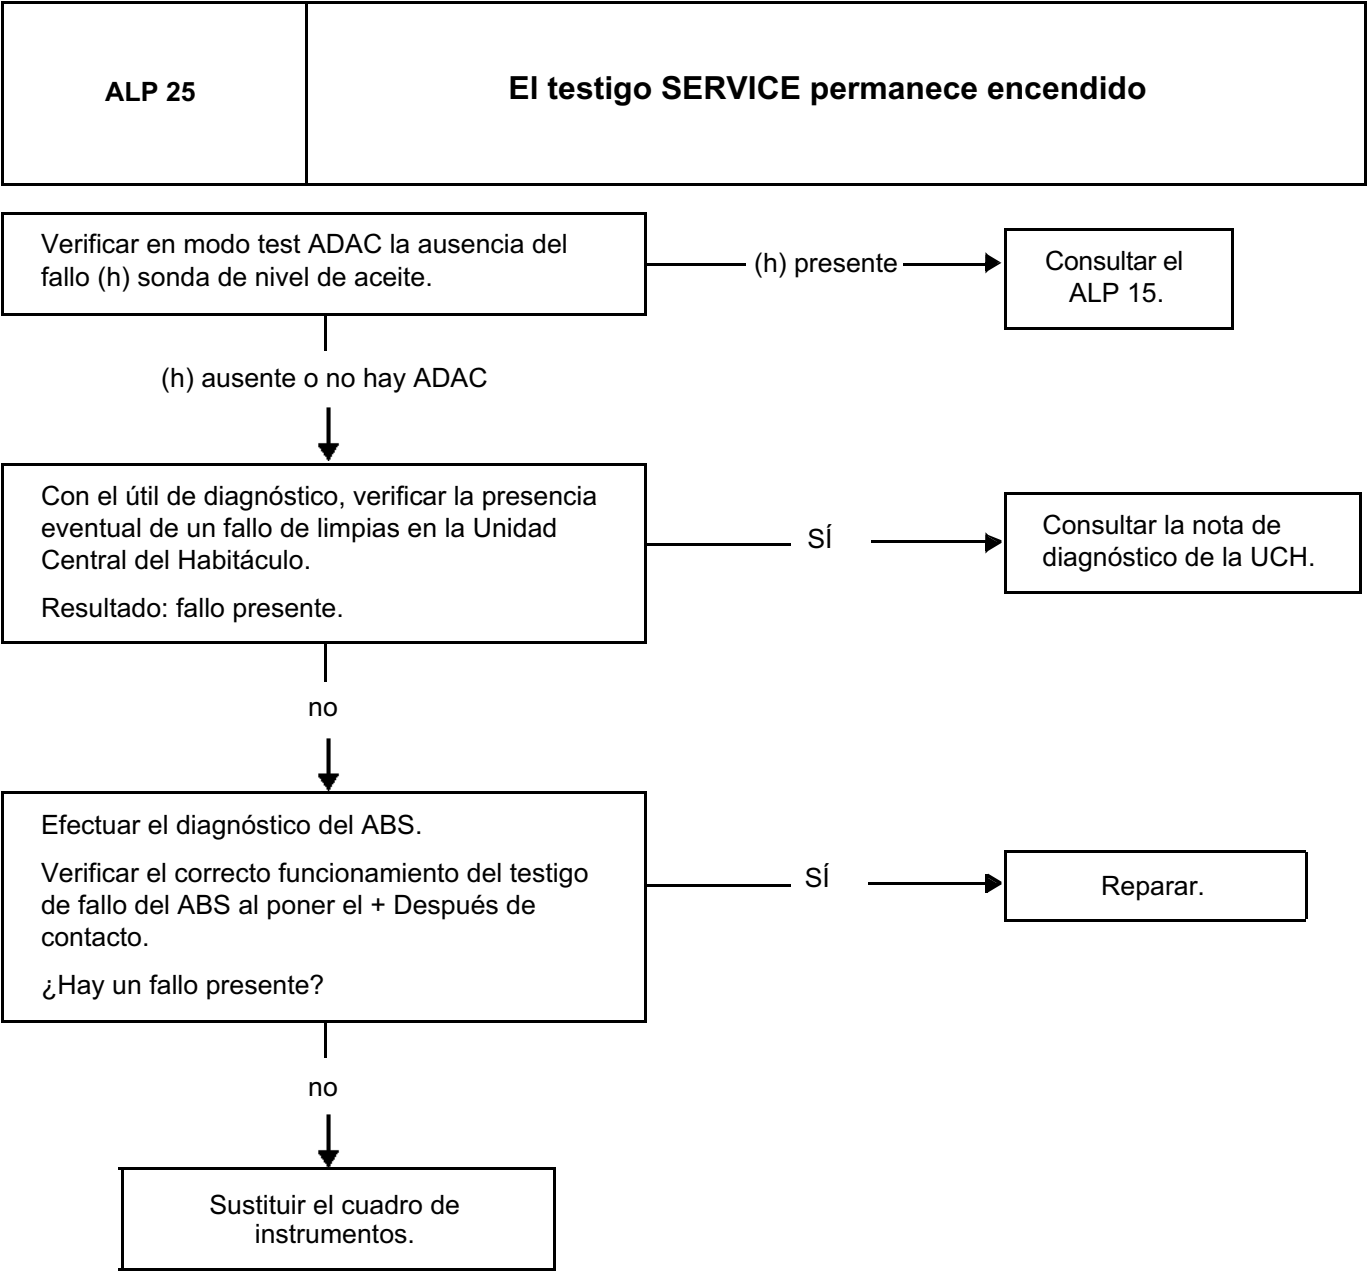 ALP 25
El testigo SERVICE permanece encendido
Verificar en modo test ADAC la ausencia del
fallo (h) sonda de nivel de aceite.
(h) presente
Consultar el
ALP 15.
(h) ausente o no hay ADAC
Con el útil de diagnóstico, verificar la presencia
eventual de un fallo de limpias en la Unidad
Central del Habitáculo.
Resultado: fallo presente.
SÍ
Consultar la nota de
diagnóstico de la UCH.
no
Efectuar el diagnóstico del ABS.
Verificar el correcto funcionamiento del testigo
de fallo del ABS al poner el + Después de
contacto.
¿Hay un fallo presente?
SÍ
Reparar.
no
Sustituir el cuadro de
instrumentos.